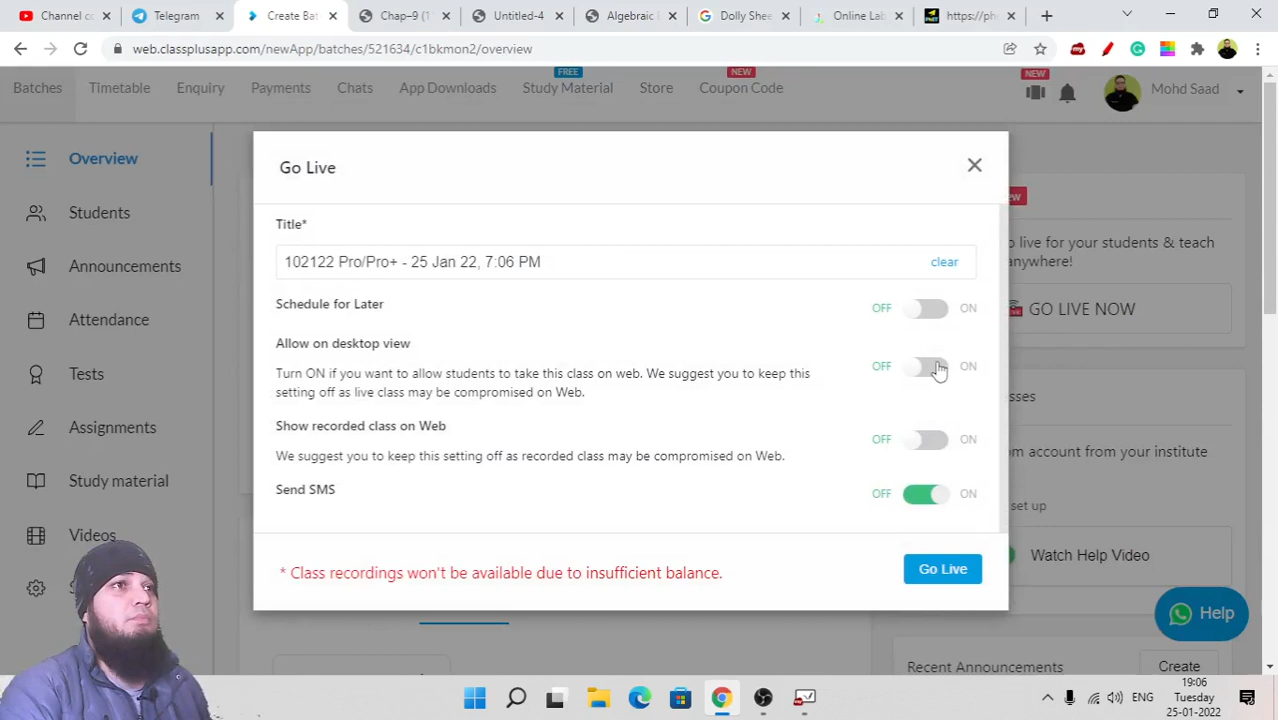 Channel co
Telegram
Create Bat
Chap–9 (1
Untitled-4
Algebraic
Dolly Shee
Online Lab
https://ph
web.classplusapp.com/newApp/batches/521634/c1bkmon2/overview
FREE
NEW
NEW
Batches
Timetable
Enquiry
Payments
Chats
App Downloads
Study Material
Store
Coupon Code
Mohd Saad
Overview
Students
Announcements
Attendance
Tests
Assignments
Study material
Videos
Go Live
Title*
102122 Pro/Pro+ - 25 Jan 22, 7:06 PM
clear
Schedule for Later
OFF
ON
Allow on desktop view
Turn ON if you want to allow students to take this class on web. We suggest you to keep this
setting off as live class may be compromised on Web.
OFF
ON
Show recorded class on Web
We suggest you to keep this setting off as recorded class may be compromised on Web.
OFF
ON
Send SMS
OFF
ON
* Class recordings won't be available due to insufficient balance.
Go Live
live for your students & teach
anywhere!
GO LIVE NOW
account from your institute
set up
Watch Help Video
Help
Recent Announcements
Create
ENG
19:06
Tuesday
25-01-2022